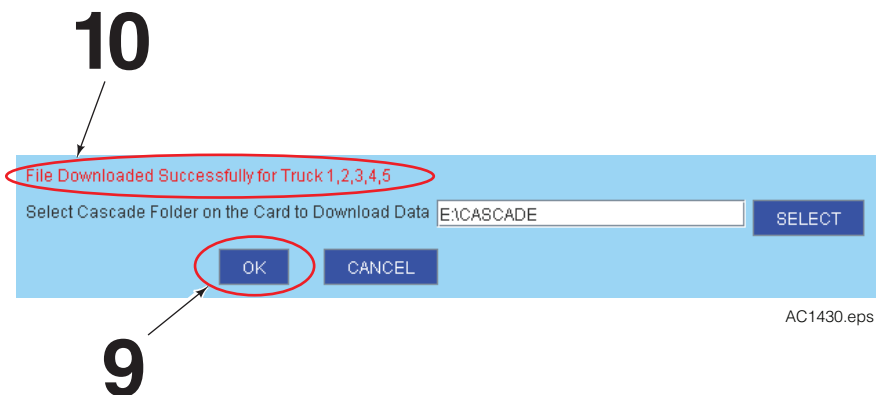 10
File Downloaded Successfully for Truck 1,2,3,4,5
Select Cascade Folder on the Card to Download Data E:\CASCADE SELECT
OK CANCEL
AC1430.eps
9